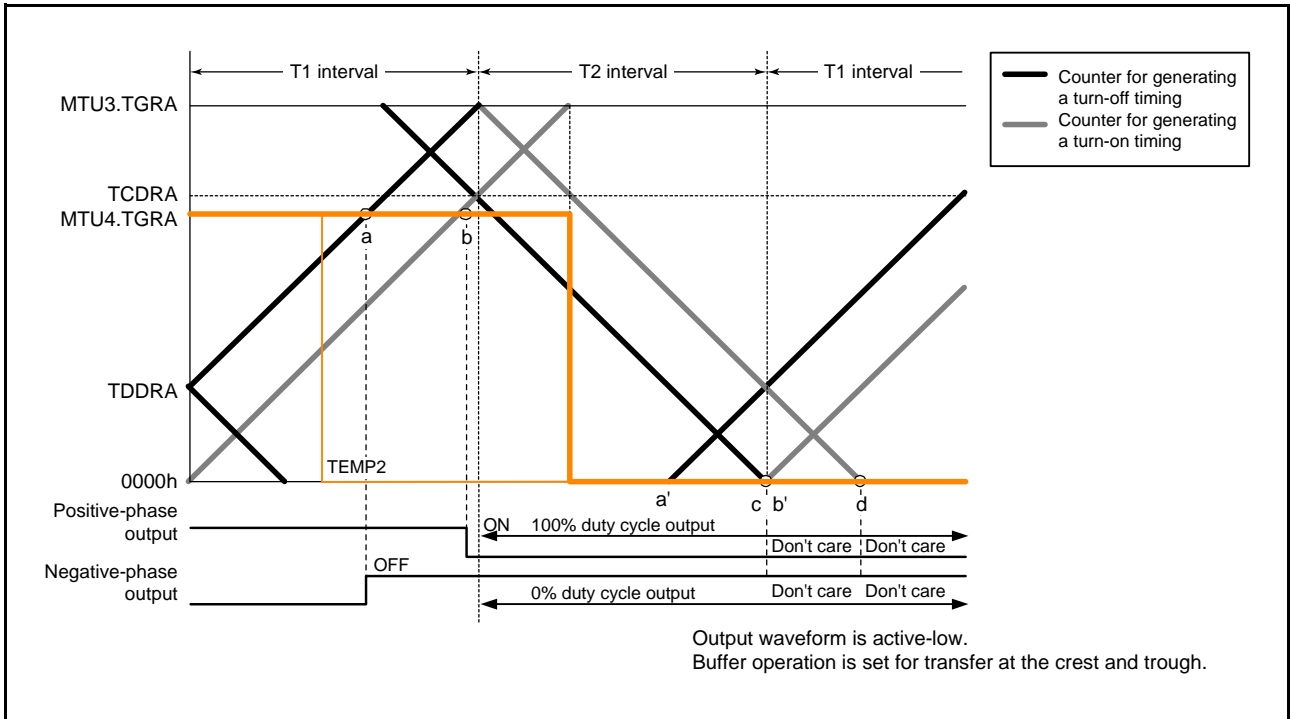 T1 interval
T2 interval
T1 interval
Counter for generating
a turn-off timing
Counter for generating
a turn-on timing
MTU3.TGRA
TCDRA
MTU4.TGRA
a
b
TDDRA
TEMP2
0000h
a'
c
b'
d
Positive-phase
output
ON
100% duty cycle output
Don't care
Don't care
Negative-phase
output
OFF
0% duty cycle output
Don't care
Don't care
Output waveform is active-low.
Buffer operation is set for transfer at the crest and trough.